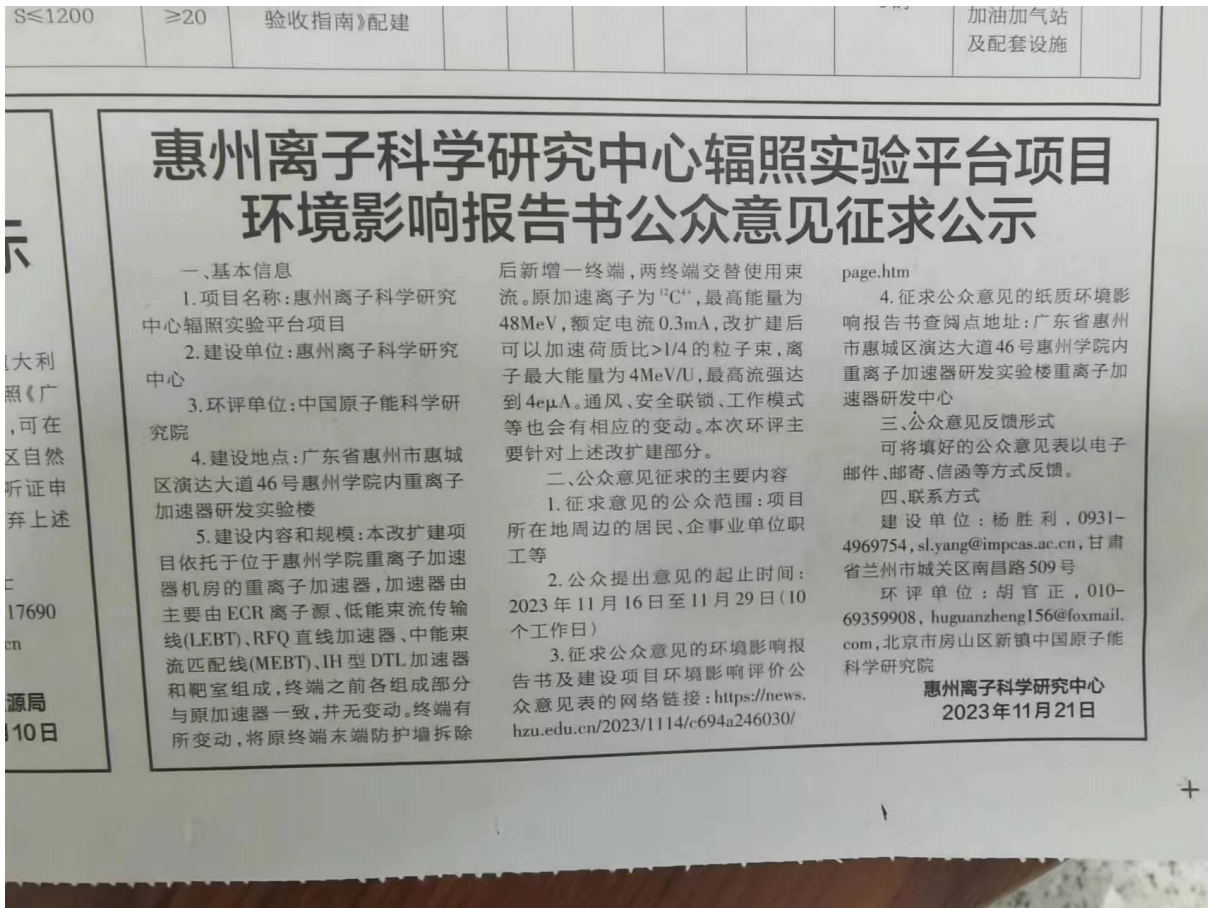 S≤1200
≥20
验收指南》配建
加油加气站
及配套设施
示
大利
照《广
,可在
区自然
听证申
弃上述
17690
cn
源局
月10日
惠州离子科学研究中心辐照实验平台项目
环境影响报告书公众意见征求公示
一、基本信息
1.项目名称:惠州离子科学研究
中心辐照实验平台项目
2.建设单位:惠州离子科学研究
中心
3.环评单位:中国原子能科学研
究院
4.建设地点:广东省惠州市惠城
区演达大道46号惠州学院内重离子
加速器研发实验楼
5.建设内容和规模:本改扩建项
目依托于位于惠州学院重离子加速
器机房的重离子加速器,加速器由
主要由ECR离子源、低能束流传输
线(LEBT)、RFQ直线加速器、中能束
流匹配线(MEBT)、IH型DTL加速器
和靶室组成,终端之前各组成部分
与原加速器一致,并无变动。终端有
所变动,将原终端末端防护墙拆除
后新增一终端,两终端交替使用束
流。原加速离子为¹²C⁴⁺,最高能量为
48MeV,额定电流0.3mA,改扩建后
可以加速荷质比>1/4的粒子束,离
子最大能量为4MeV/U,最高流强达
到4eμA。通风、安全联锁、工作模式
等也会有相应的变动。本次环评主
要针对上述改扩建部分。
二、公众意见征求的主要内容
1.征求意见的公众范围:项目
所在地周边的居民、企事业单位职
工等
2.公众提出意见的起止时间:
2023年11月16日至11月29日(10
个工作日)
3.征求公众意见的环境影响报
告书及建设项目环境影响评价公
众意见表的网络链接:https://news.
hzu.edu.cn/2023/1114/c694a246030/
page.htm
4.征求公众意见的纸质环境影
响报告书查阅点地址:广东省惠州
市惠城区演达大道46号惠州学院内
重离子加速器研发实验楼重离子加
速器研发中心
三、公众意见反馈形式
可将填好的公众意见表以电子
邮件、邮寄、信函等方式反馈。
四、联系方式
建设单位:杨胜利,0931-
4969754,sl.yang@impcas.ac.cn,甘肃
省兰州市城关区南昌路509号
环评单位:胡官正,010-
69359908,huguanzheng156@foxmail.
com,北京市房山区新镇中国原子能
科学研究院
惠州离子科学研究中心
2023年11月21日